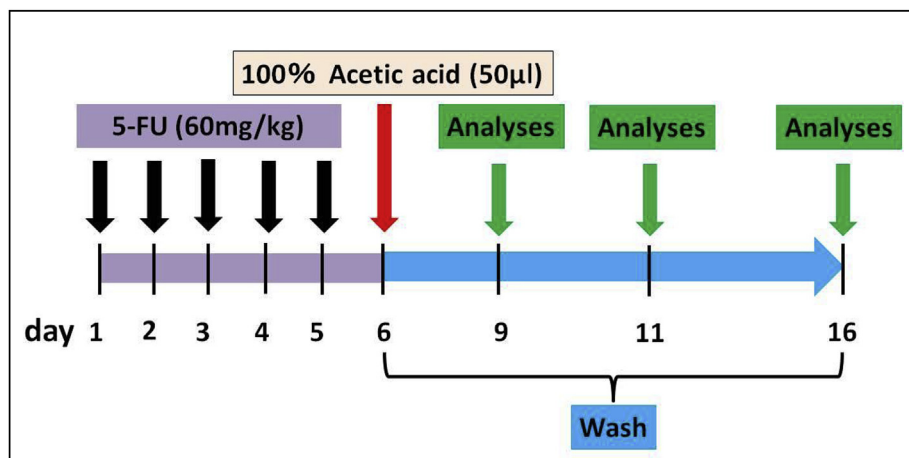 100% Acetic acid (50µl)
5-FU (60mg/kg)
Analyses
Analyses
Analyses
day 1 2 3 4 5 6 9 11 16
Wash